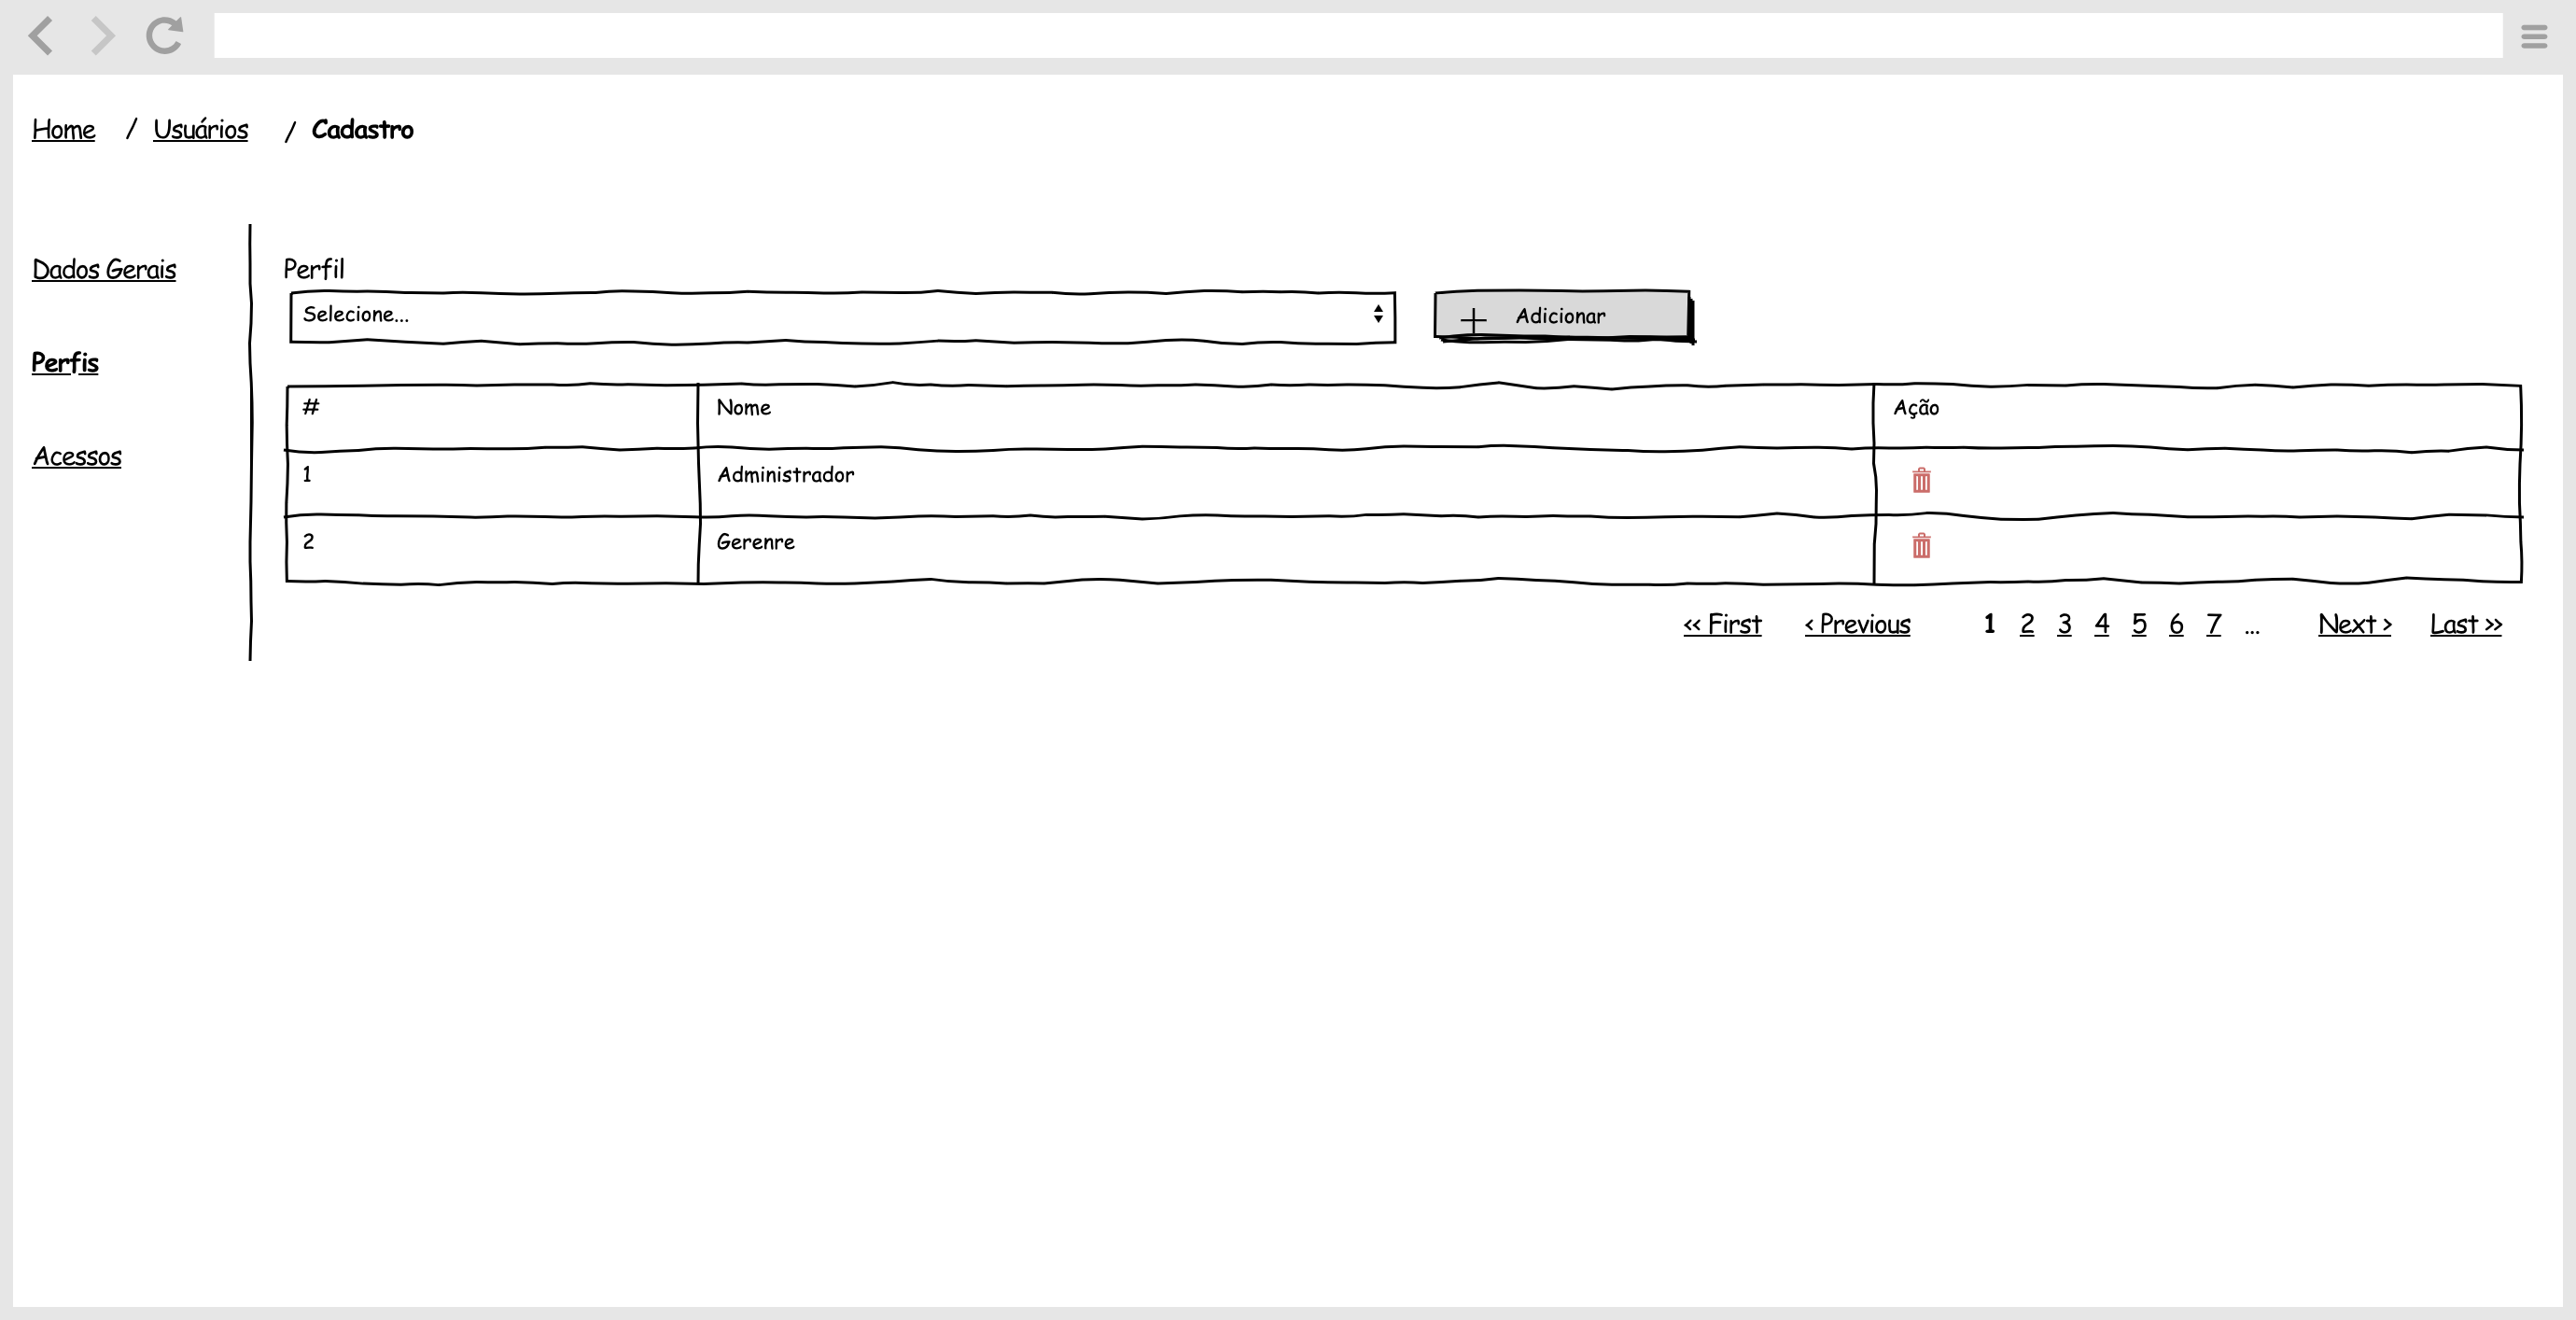 Home / Usuários / Cadastro
Dados Gerais
Perfis
Acessos
Perfil
Selecione...
Adicionar
# Nome Ação
1 Administrador
2 Gerenre
<< First < Previous 1 2 3 4 5 6 7 ... Next > Last >>